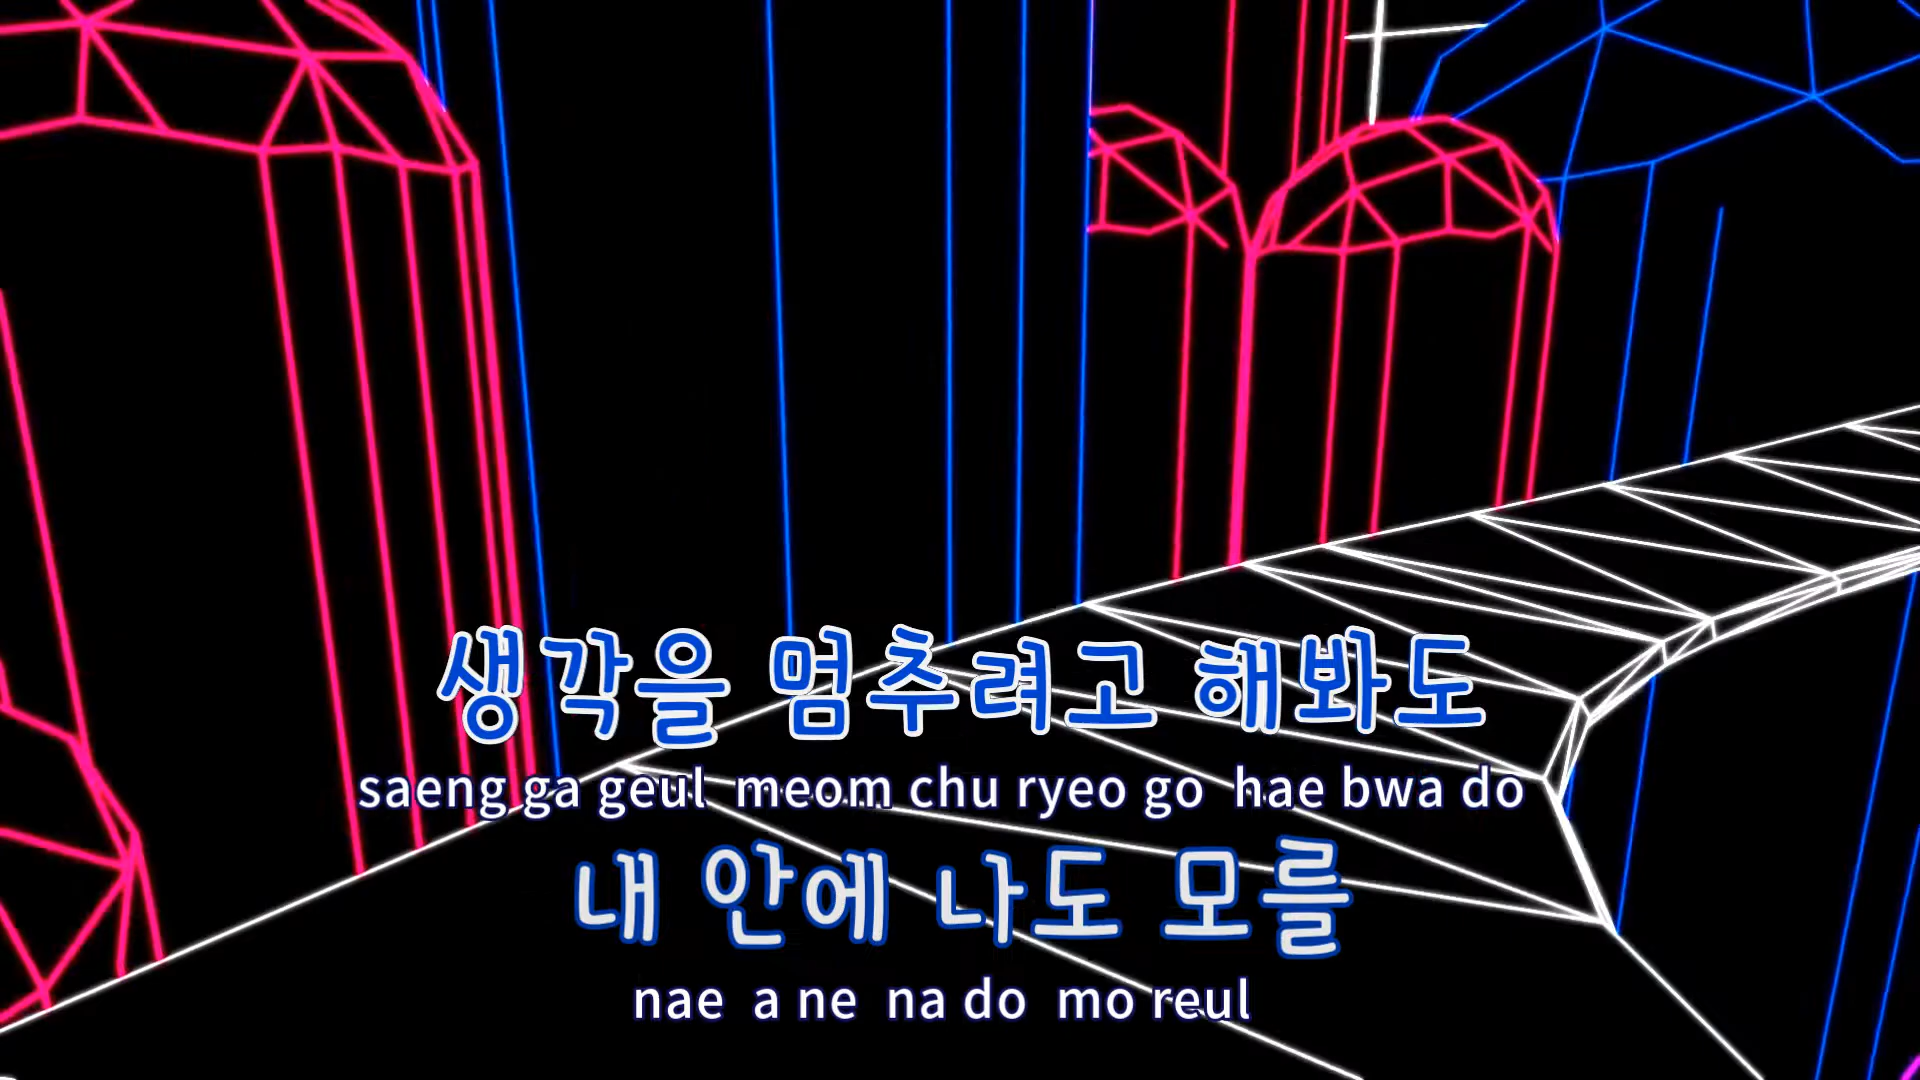 생각을 멈추려고 해봐도
saeng ga geul meom chu ryeo go hae bwa do
내 안에 나도 모를
nae a ne na do mo reul